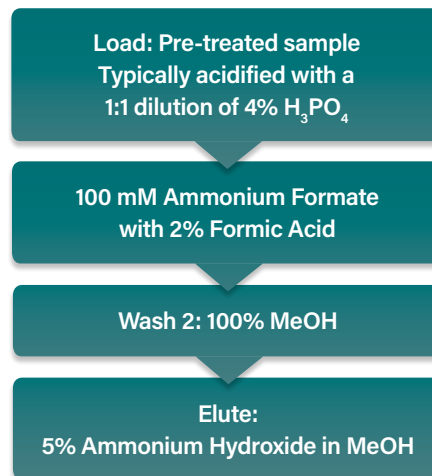 Load: Pre-treated sample
Typically acidified with a
1:1 dilution of 4% H₃PO₄
100 mM Ammonium Formate
with 2% Formic Acid
Wash 2: 100% MeOH
Elute:
5% Ammonium Hydroxide in MeOH